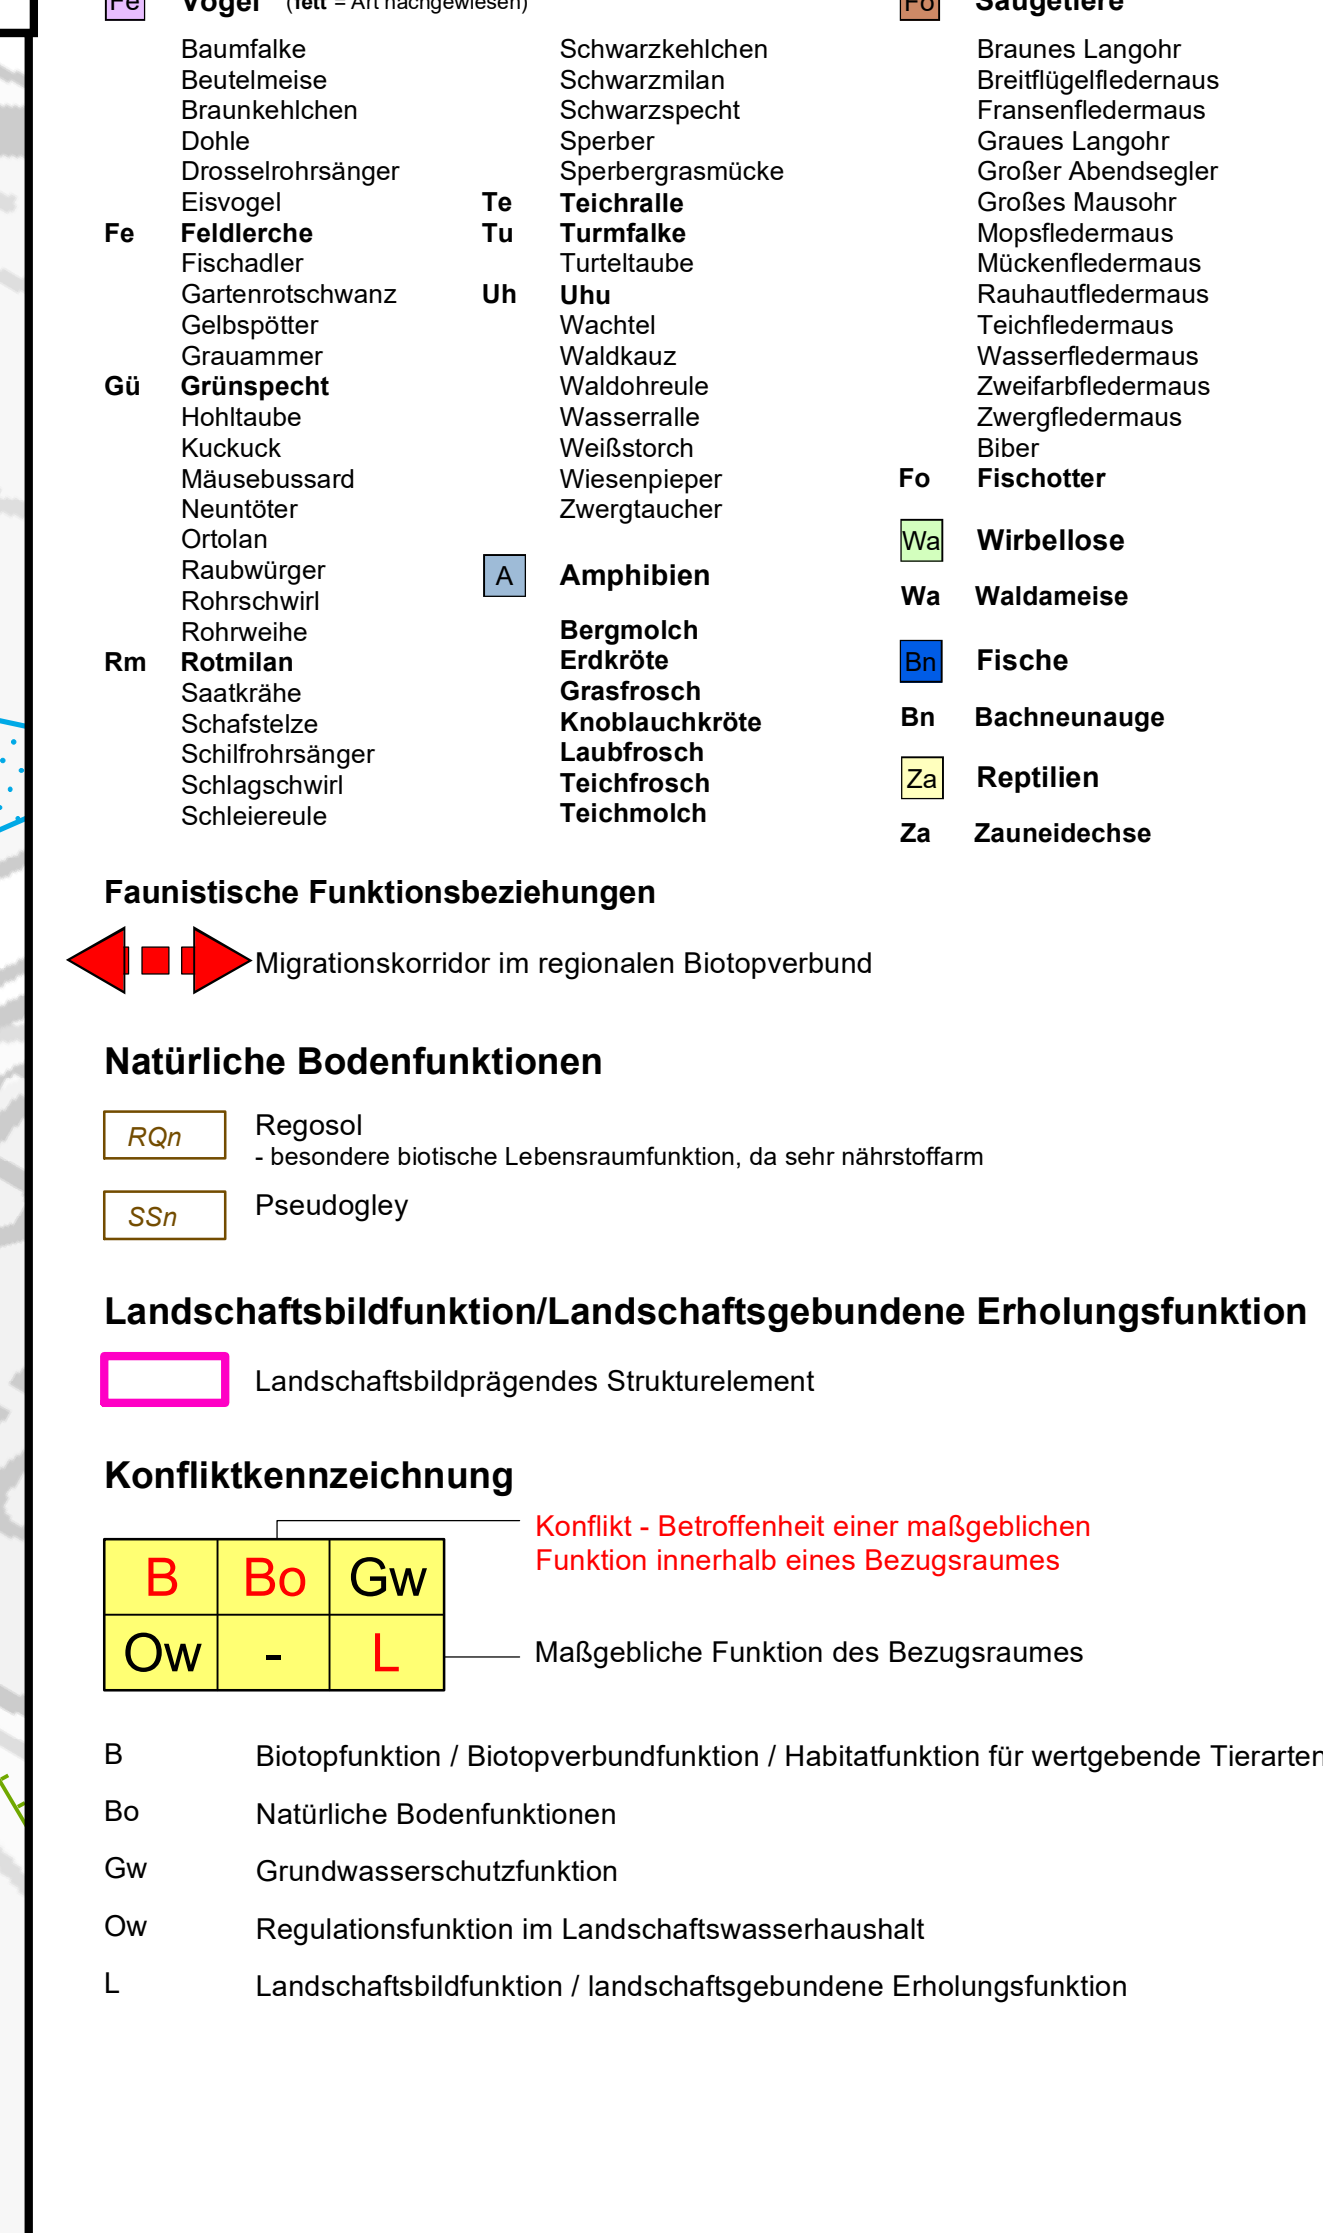 Fe Vögel (fett = Art nachgewiesen)
Baumfalke
Beutelmeise
Braunkehlchen
Dohle
Drosselrohrsänger
Eisvogel
Fe Feldlerche
Fischadler
Gartenrotschwanz
Gelbspötter
Grauammer
Gü Grünspecht
Hohltaube
Kuckuck
Mäusebussard
Neuntöter
Ortolan
Raubwürger
Rohrschwirl
Rohrweihe
Rm Rotmilan
Saatkrähe
Schafstelze
Schilfrohrsänger
Schlagschwirl
Schleiereule
Schwarzkehlchen
Schwarzmilan
Schwarzspecht
Sperber
Sperbergrasmücke
Te Teichralle
Tu Turmfalke
Turteltaube
Uh Uhu
Wachtel
Waldkauz
Waldohreule
Wasserralle
Weißstorch
Wiesenpieper
Zwergtaucher
A Amphibien
Bergmolch
Erdkröte
Grasfrosch
Knoblauchkröte
Laubfrosch
Teichfrosch
Teichmolch
Fo Säugetiere
Braunes Langohr
Breitflügelfledernaus
Fransenfledermaus
Graues Langohr
Großer Abendsegler
Großes Mausohr
Mopsfledermaus
Mückenfledermaus
Rauhautfledermaus
Teichfledermaus
Wasserfledermaus
Zweifarbfledermaus
Zwergfledermaus
Biber
Fo Fischotter
Wa Wirbellose
Wa Waldameise
Bn Fische
Bn Bachneunauge
Za Reptilien
Za Zauneidechse
Faunistische Funktionsbeziehungen
Migrationskorridor im regionalen Biotopverbund
Natürliche Bodenfunktionen
RQn Regosol
- besondere biotische Lebensraumfunktion, da sehr nährstoffarm
SSn Pseudogley
Landschaftsbildfunktion/Landschaftsgebundene Erholungsfunktion
Landschaftsbildprägendes Strukturelement
Konfliktkennzeichnung
B Bo Gw
Ow - L
Konflikt - Betroffenheit einer maßgeblichen
Funktion innerhalb eines Bezugsraumes
Maßgebliche Funktion des Bezugsraumes
B Biotopfunktion / Biotopverbundfunktion / Habitatfunktion für wertgebende Tierarten
Bo Natürliche Bodenfunktionen
Gw Grundwasserschutzfunktion
Ow Regulationsfunktion im Landschaftswasserhaushalt
L Landschaftsbildfunktion / landschaftsgebundene Erholungsfunktion